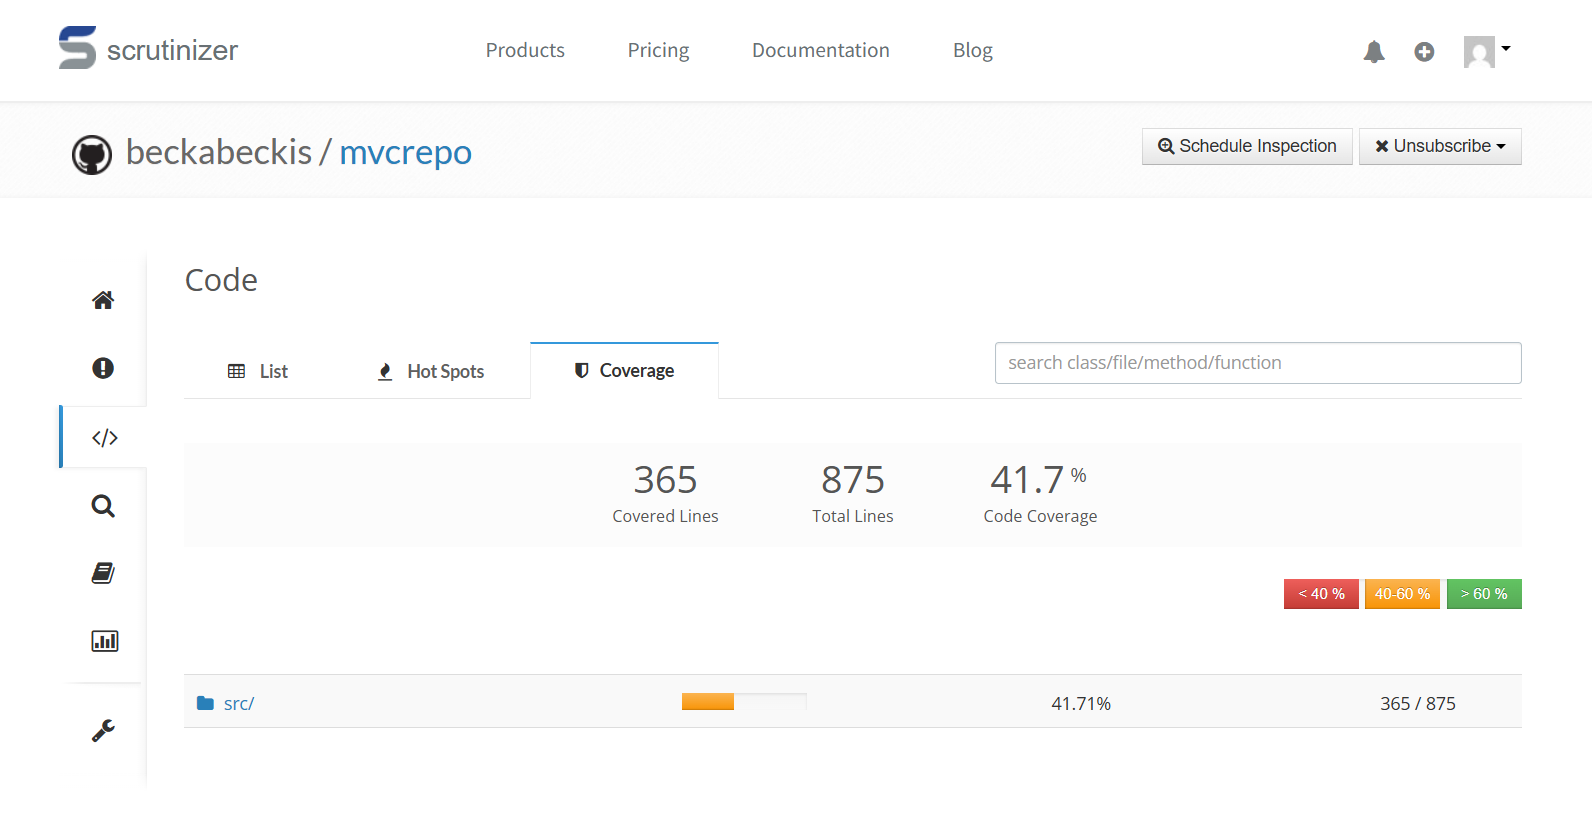 scrutinizer
Products Pricing Documentation Blog
beckabeckis / mvcrepo
Schedule Inspection Unsubscribe
Code
List Hot Spots Coverage
search class/file/method/function
365 875 41.7 %
Covered Lines Total Lines Code Coverage
< 40 % 40-60 % > 60 %
src/ 41.71% 365 / 875